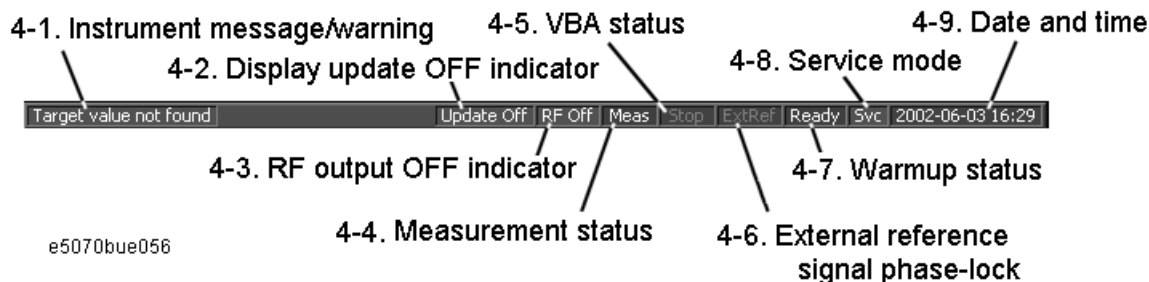 4-1. Instrument message/warning
4-5. VBA status
4-9. Date and time
4-2. Display update OFF indicator
4-8. Service mode
Target value not found Update Off RF Off Meas Stop ExtRef Ready Svc 2002-06-03 16:29
4-3. RF output OFF indicator
4-7. Warmup status
4-4. Measurement status
4-6. External reference
signal phase-lock
e5070bue056